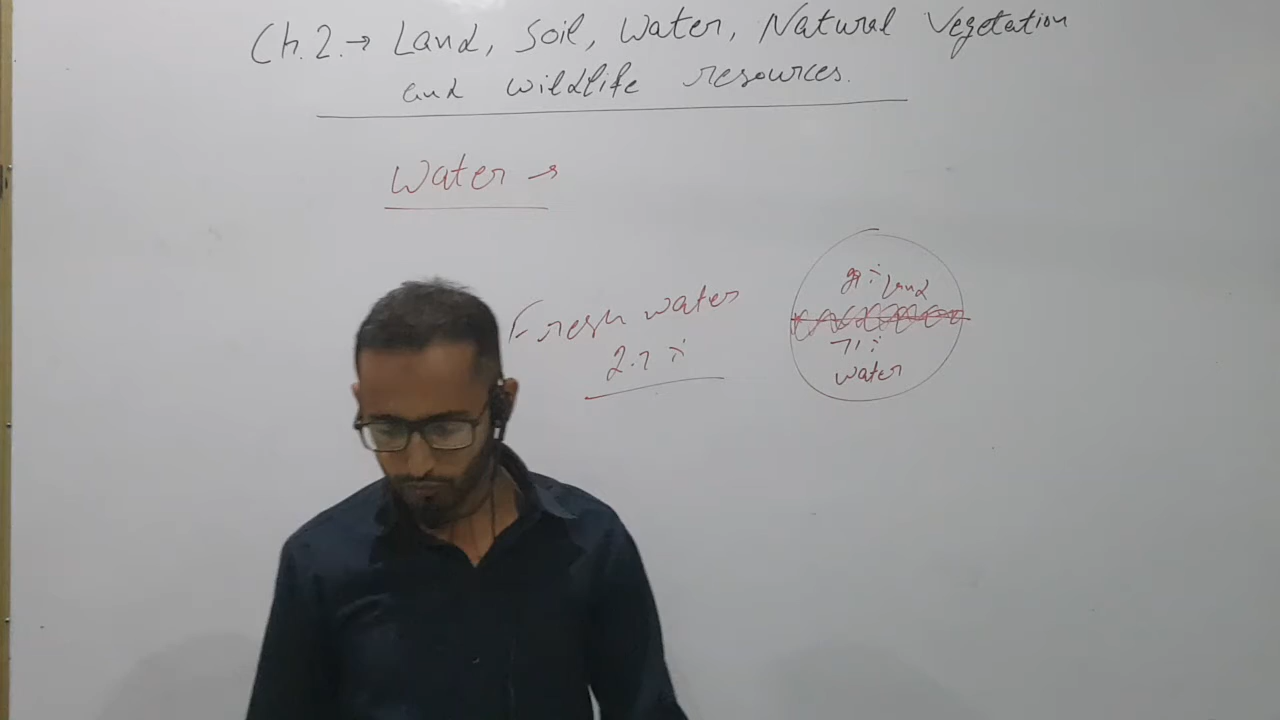 Ch.2.→ Land, Soil, Water, Natural Vegetation
and wildlife resources.
Water →
Fresh water
2.7 %
Land
71 %
water